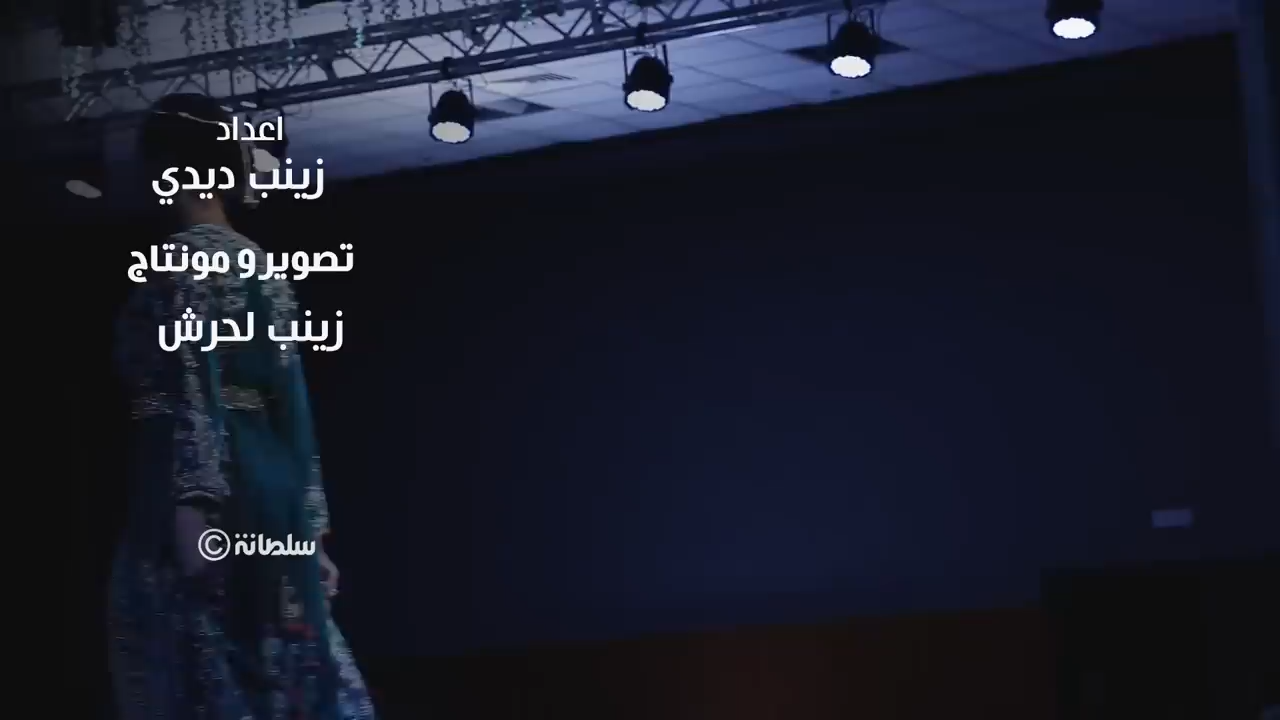 اعداد
زينب ديدي
تصوير و مونتاج
زينب لحرش
سلطانة ©